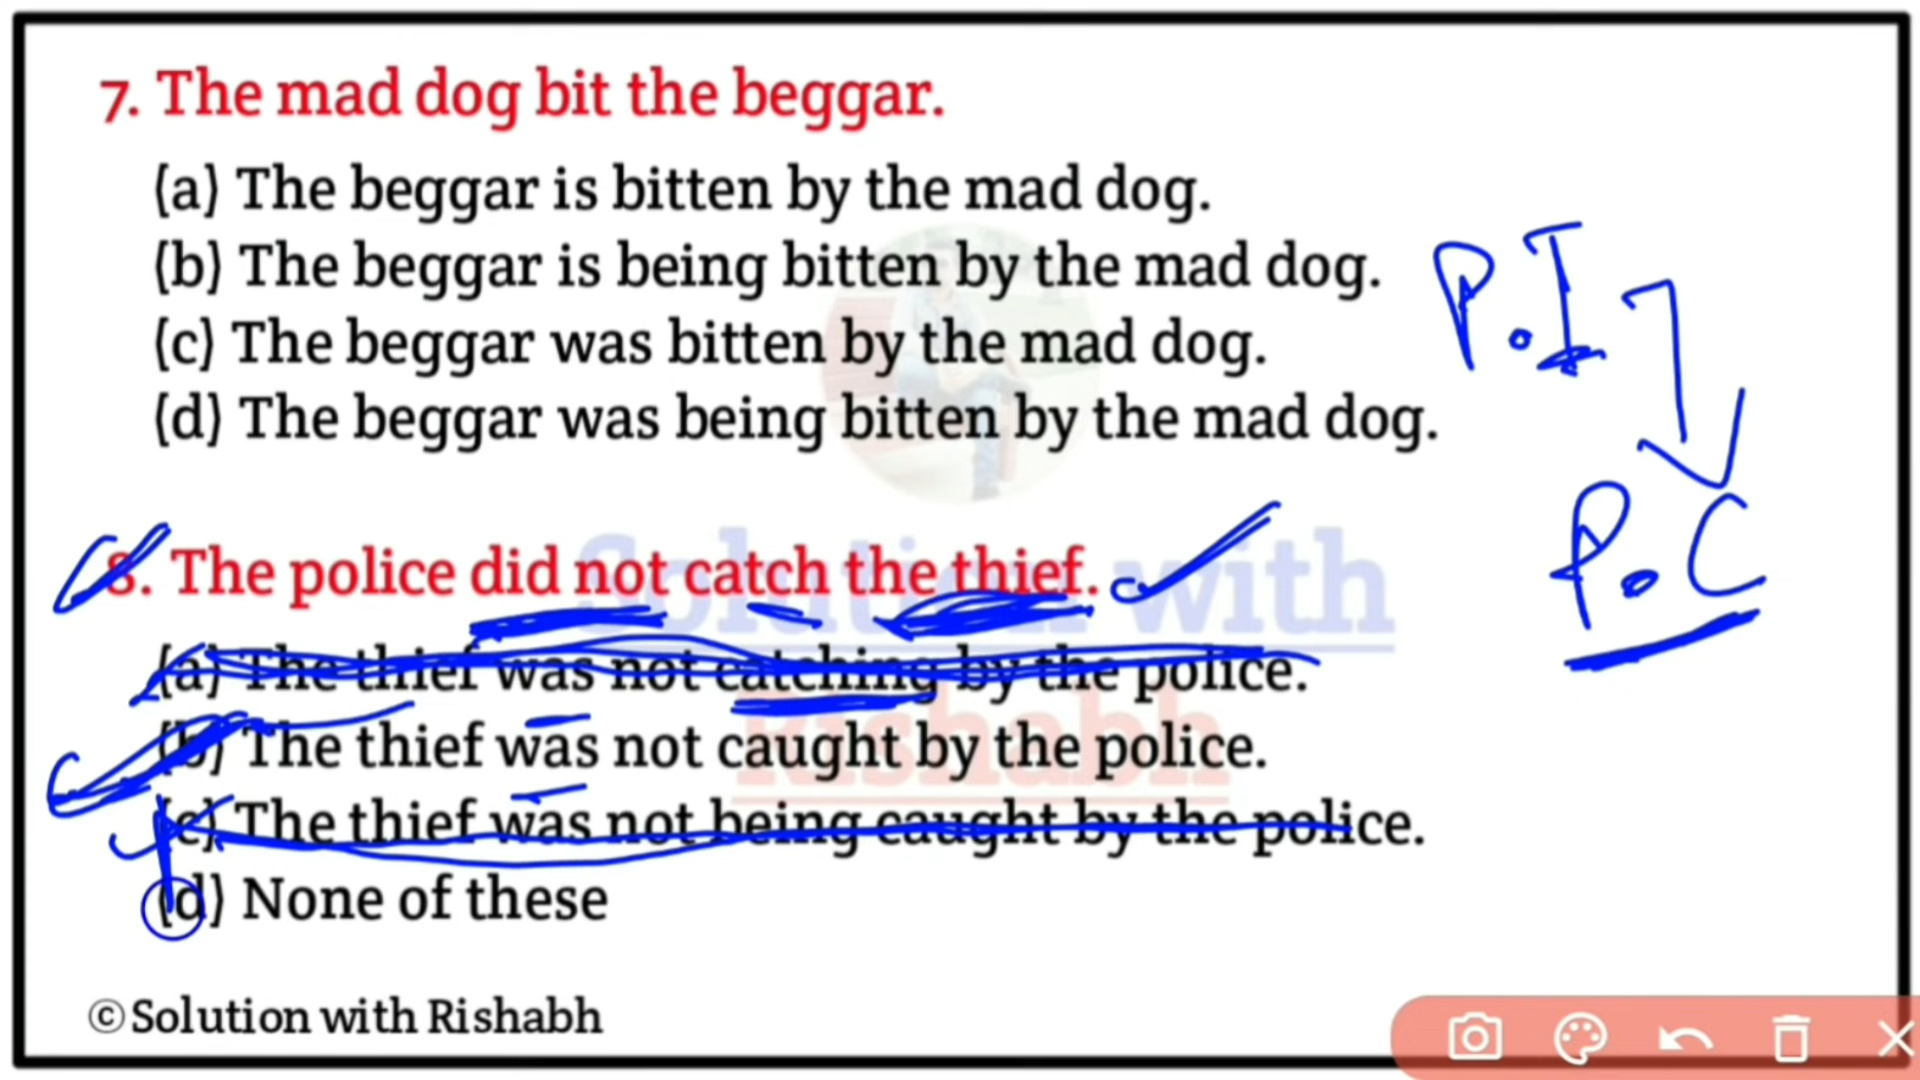 7. The mad dog bit the beggar.
(a) The beggar is bitten by the mad dog.
(b) The beggar is being bitten by the mad dog.
(c) The beggar was bitten by the mad dog.
(d) The beggar was being bitten by the mad dog.
P.I
P.C
8. The police did not catch the thief.
(a) The thief was not catching by the police.
(b) The thief was not caught by the police.
(c) The thief was not being caught by the police.
(d) None of these
Solution with
Rishabh
©Solution with Rishabh